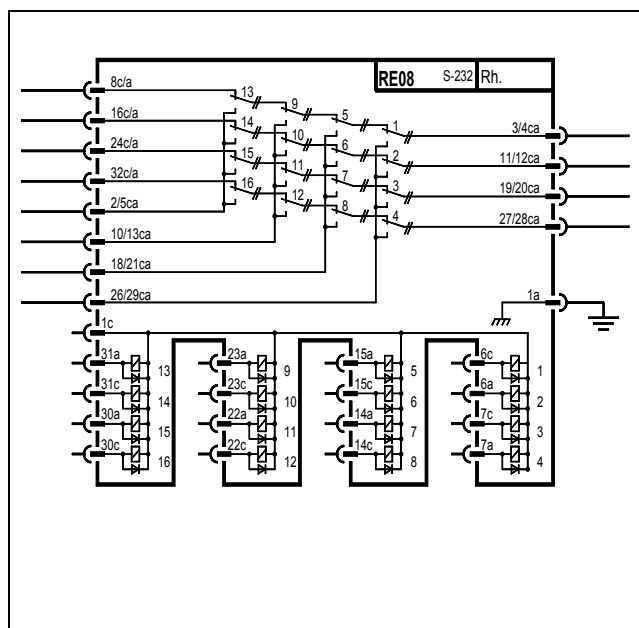 RE08 S-232 Rh.
8c/a
16c/a
24c/a
32c/a
2/5ca
10/13ca
18/21ca
26/29ca
13 9 5 1
14 10 6 2
15 11 7 3
16 12 8 4
3/4ca
11/12ca
19/20ca
27/28ca
1a
1c
31a 13 23a 9 15a 5 6c 1
31c 14 23c 10 15c 6 6a 2
30a 15 22a 11 14a 7 7c 3
30c 16 22c 12 14c 8 7a 4